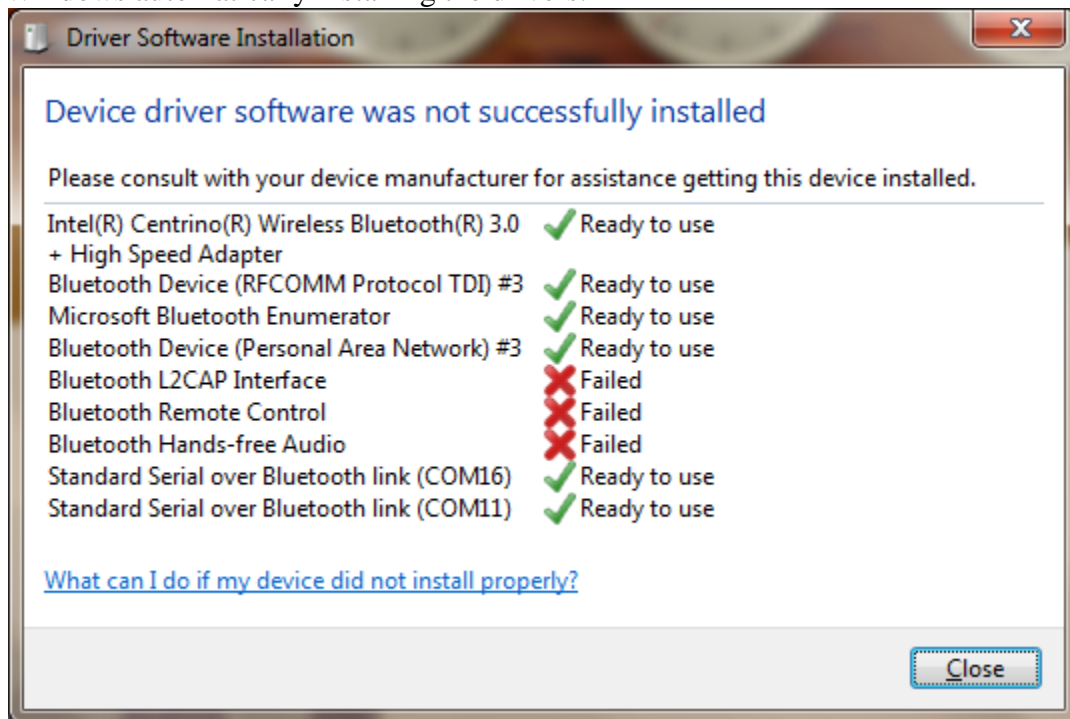 Driver Software Installation
Device driver software was not successfully installed
Please consult with your device manufacturer for assistance getting this device installed.
Intel(R) Centrino(R) Wireless Bluetooth(R) 3.0 Ready to use
+ High Speed Adapter
Bluetooth Device (RFCOMM Protocol TDI) #3 Ready to use
Microsoft Bluetooth Enumerator Ready to use
Bluetooth Device (Personal Area Network) #3 Ready to use
Bluetooth L2CAP Interface Failed
Bluetooth Remote Control Failed
Bluetooth Hands-free Audio Failed
Standard Serial over Bluetooth link (COM16) Ready to use
Standard Serial over Bluetooth link (COM11) Ready to use
What can I do if my device did not install properly?
Close